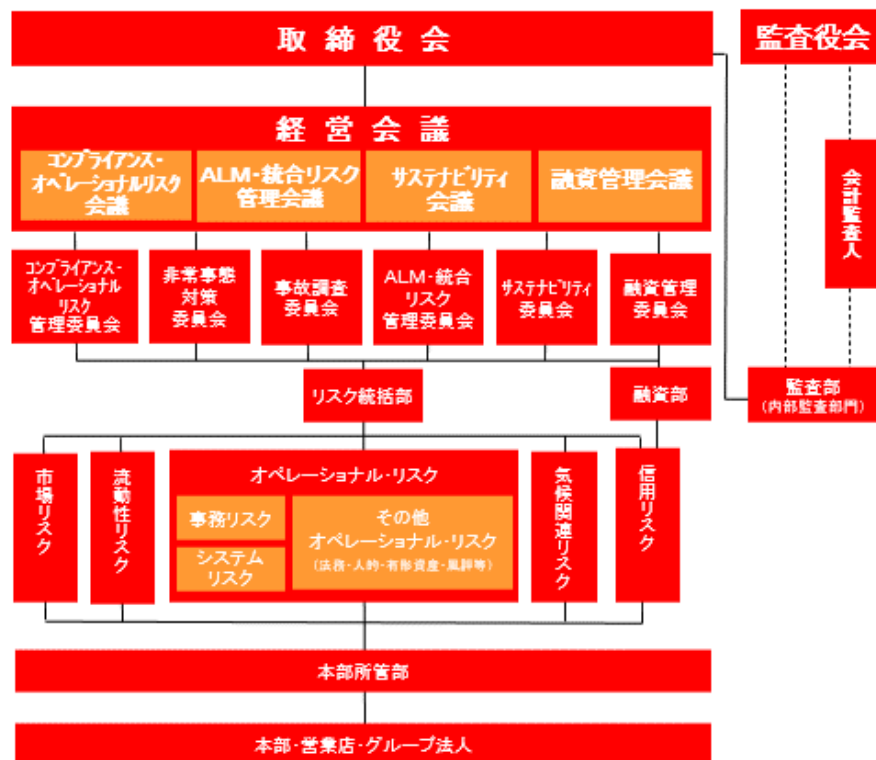 取締役会
監査役会
経営会議
コンプライアンス・
オペレーショナルリスク
会議
ALM・統合リスク
管理会議
サステナビリティ
会議
融資管理会議
会計監査人
コンプライアンス・
オペレーショナル
リスク
管理委員会
非常事態
対策
委員会
事故調査
委員会
ALM・統合
リスク
管理委員会
サステナビリティ
委員会
融資管理
委員会
リスク統括部
融資部
監査部
(内部監査部門)
市場リスク
流動性リスク
オペレーショナル・リスク
事務リスク
システム
リスク
その他
オペレーショナル・リスク
(法務・人的・有形資産・風評等)
気候関連リスク
信用リスク
本部所管部
本部・営業店・グループ法人